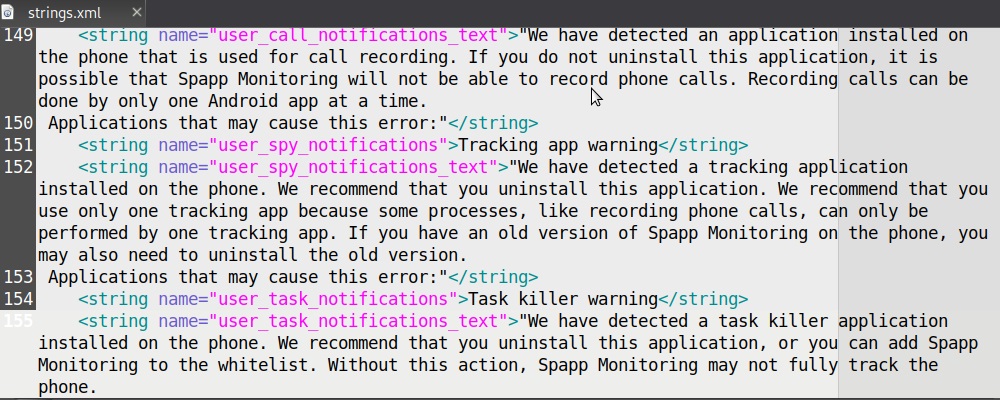 strings.xml ×
149     <string name="user_call_notifications_text">"We have detected an application installed on
the phone that is used for call recording. If you do not uninstall this application, it is
possible that Spapp Monitoring will not be able to record phone calls. Recording calls can be
done by only one Android app at a time.
150  Applications that may cause this error:"</string>
151     <string name="user_spy_notifications">Tracking app warning</string>
152     <string name="user_spy_notifications_text">"We have detected a tracking application
installed on the phone. We recommend that you uninstall this application. We recommend that you
use only one tracking app because some processes, like recording phone calls, can only be
performed by one tracking app. If you have an old version of Spapp Monitoring on the phone, you
may also need to uninstall the old version.
153  Applications that may cause this error:"</string>
154     <string name="user_task_notifications">Task killer warning</string>
155     <string name="user_task_notifications_text">"We have detected a task killer application
installed on the phone. We recommend that you uninstall this application, or you can add Spapp
Monitoring to the whitelist. Without this action, Spapp Monitoring may not fully track the
phone.